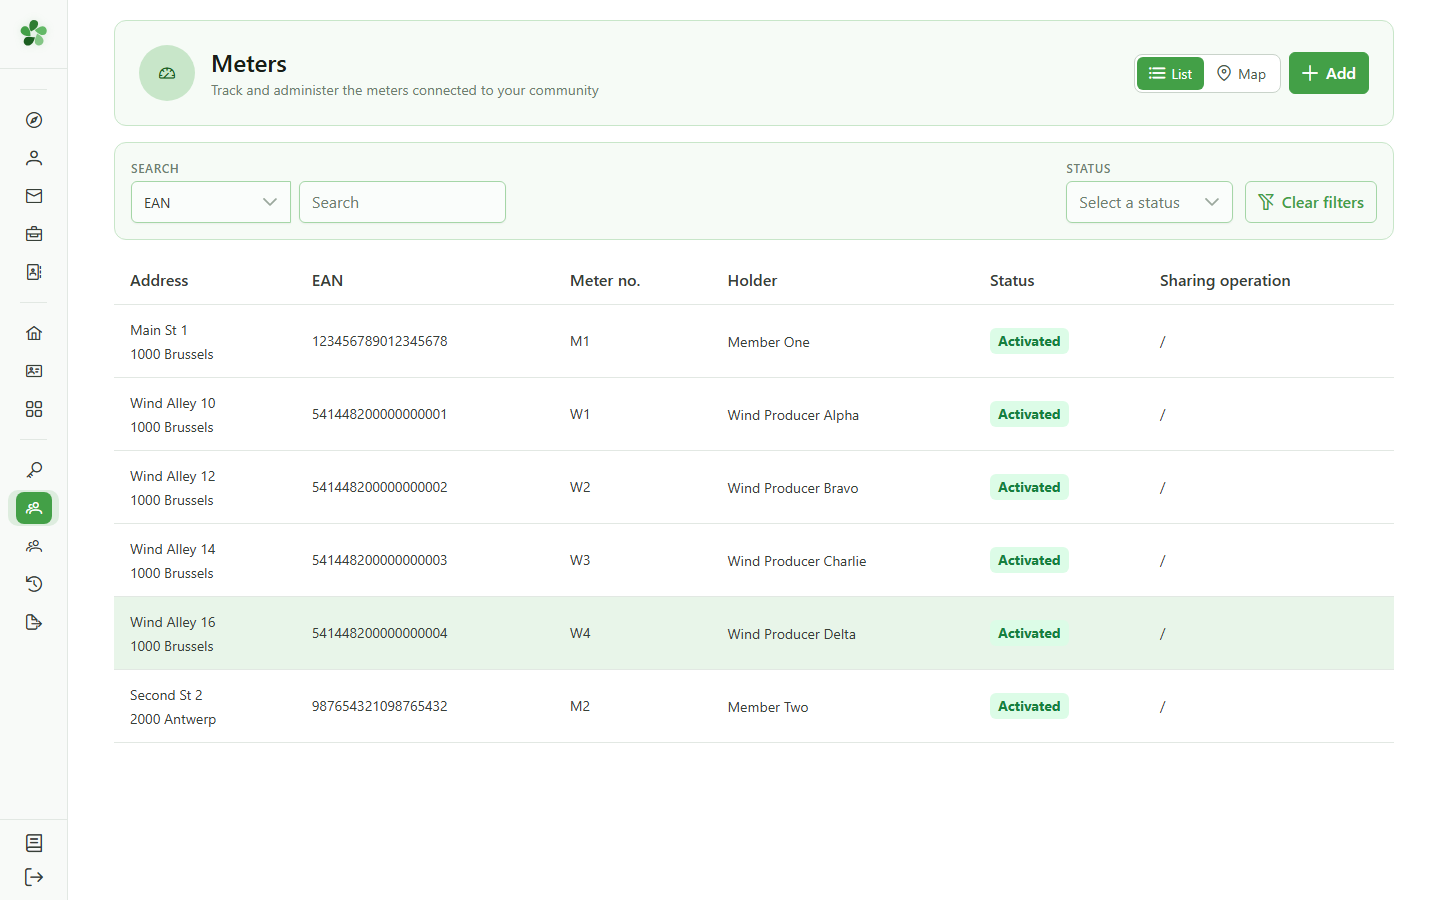 Meters
Track and administer the meters connected to your community
List
Map
Add
SEARCH
EAN
Search
STATUS
Select a status
Clear filters
Address EAN Meter no. Holder Status Sharing operation
Main St 1
1000 Brussels
123456789012345678 M1 Member One Activated /
Wind Alley 10
1000 Brussels
541448200000000001 W1 Wind Producer Alpha Activated /
Wind Alley 12
1000 Brussels
541448200000000002 W2 Wind Producer Bravo Activated /
Wind Alley 14
1000 Brussels
541448200000000003 W3 Wind Producer Charlie Activated /
Wind Alley 16
1000 Brussels
541448200000000004 W4 Wind Producer Delta Activated /
Second St 2
2000 Antwerp
987654321098765432 M2 Member Two Activated /